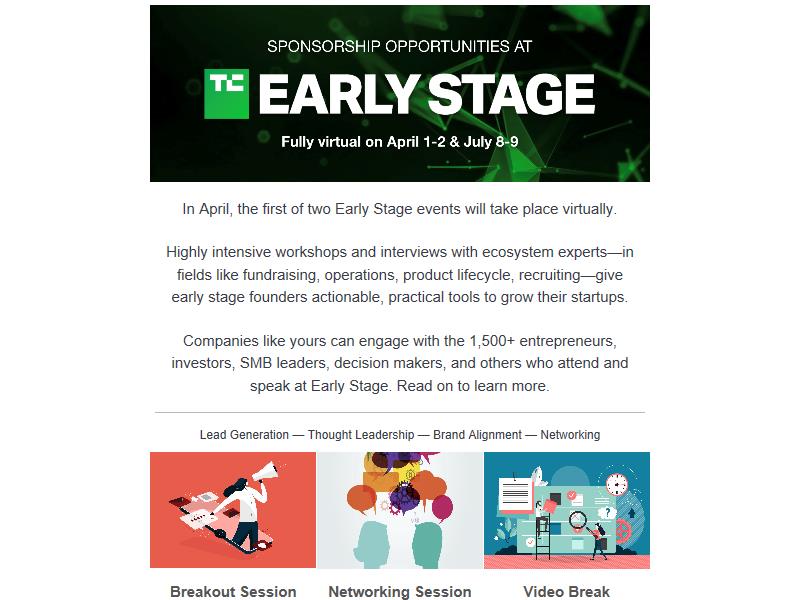 SPONSORSHIP OPPORTUNITIES AT
TC EARLY STAGE
Fully virtual on April 1-2 & July 8-9
In April, the first of two Early Stage events will take place virtually.
Highly intensive workshops and interviews with ecosystem experts—in
fields like fundraising, operations, product lifecycle, recruiting—give
early stage founders actionable, practical tools to grow their startups.
Companies like yours can engage with the 1,500+ entrepreneurs,
investors, SMB leaders, decision makers, and others who attend and
speak at Early Stage. Read on to learn more.
Lead Generation — Thought Leadership — Brand Alignment — Networking
Breakout Session
Networking Session
Video Break